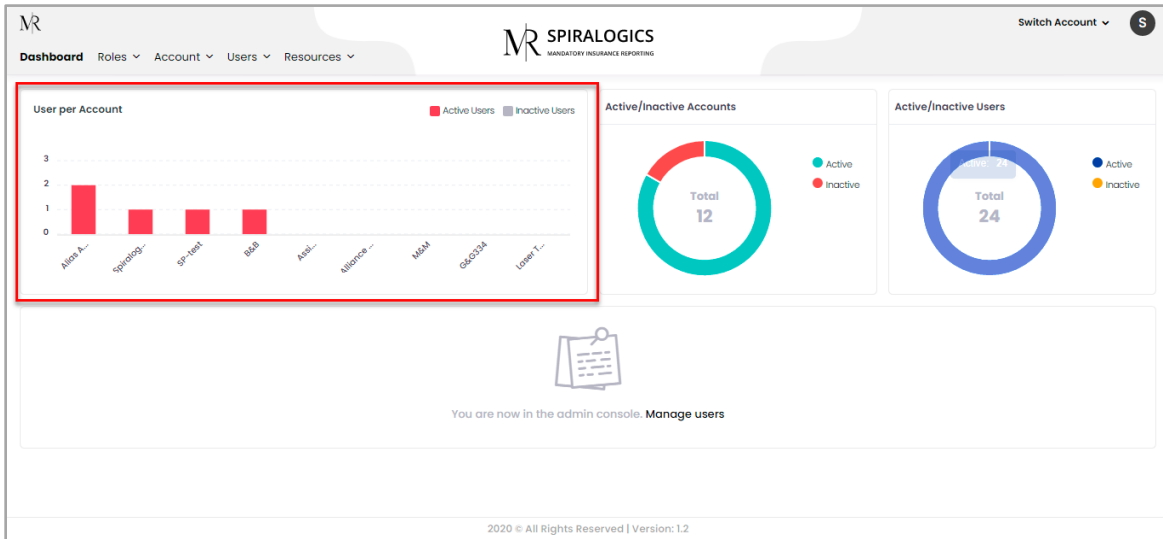 MR
SPIRALOGICS
MANDATORY INSURANCE REPORTING
Switch Account
S
Dashboard Roles Account Users Resources
User per Account
Active Users Inactive Users
3
2
1
0
Alias A...
Spiralog...
SP-test
B&B
Assi...
Alliance ...
M&M
G&G334
Laser T...
Active/Inactive Accounts
Total
12
Active
Inactive
Active/Inactive Users
Active: 24
Total
24
Active
Inactive
You are now in the admin console. Manage users
2020 © All Rights Reserved | Version: 1.2